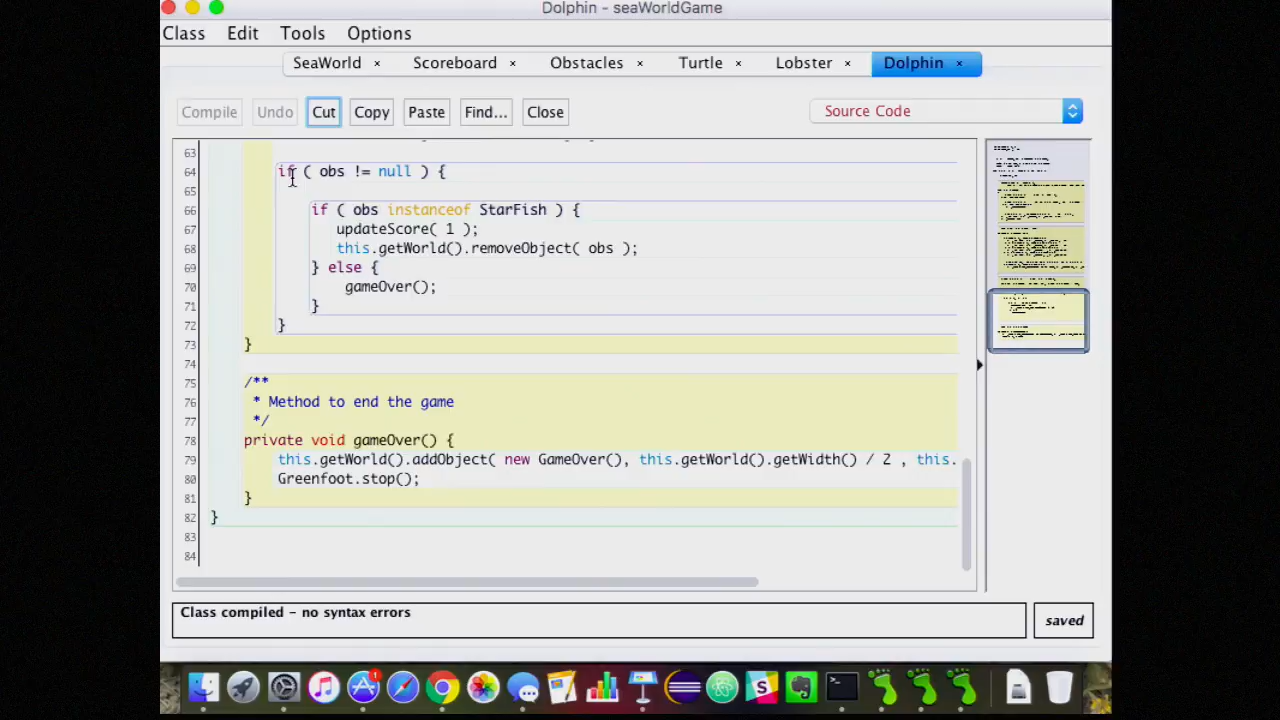 Dolphin - seaWorldGame
Class Edit Tools Options
SeaWorld × Scoreboard × Obstacles × Turtle × Lobster × Dolphin ×
Compile Undo Cut Copy Paste Find... Close Source Code
63
64 if ( obs != null ) {
65
66 if ( obs instanceof StarFish ) {
67 updateScore( 1 );
68 this.getWorld().removeObject( obs );
69 } else {
70 gameOver();
71 }
72 }
73 }
74
75 /**
76 * Method to end the game
77 */
78 private void gameOver() {
79 this.getWorld().addObject( new GameOver(), this.getWorld().getWidth() / 2 , this.
80 Greenfoot.stop();
81 }
82 }
83
84
Class compiled - no syntax errors
saved